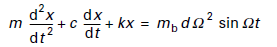 m d²x/dt² + c dx/dt + kx = m_b dΩ² sin Ωt